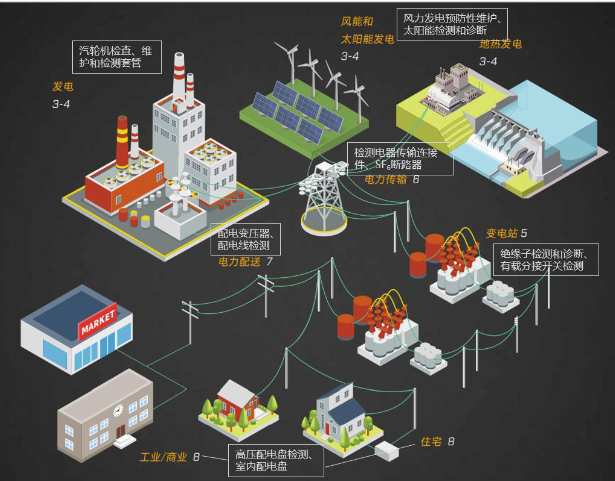 风能和
太阳能发电
3-4
风力发电预防性维护、
太阳能检测和诊断
地热发电
3-4
汽轮机检查、维
护和检测套管
发电
3-4
检测电器传输连接
件、SF₆断路器
电力传输 6
配电变压器、
配电线检测
电力配送 7
变电站 5
绝缘子检测和诊断、
有载分接开关检测
MARKET
工业/商业 8
高压配电盘检测、
室内配电盘
住宅 8